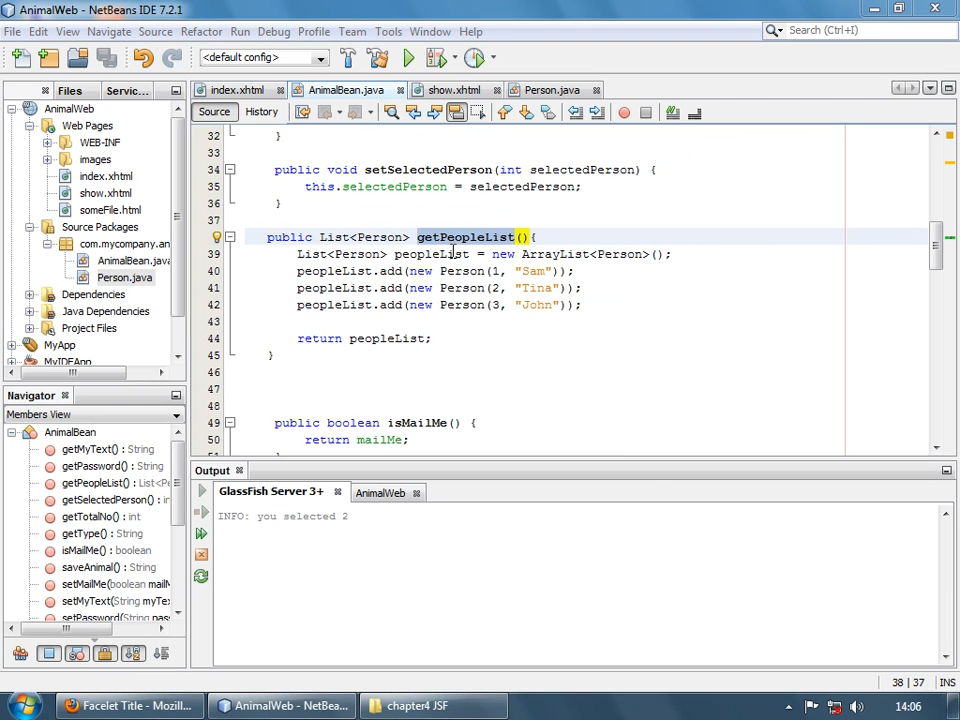 AnimalWeb - NetBeans IDE 7.2.1
File Edit View Navigate Source Refactor Run Debug Profile Team Tools Window Help
Search (Ctrl+I)
<default config>
Files Servic...
index.xhtml AnimalBean.java show.xhtml Person.java
Source History
AnimalWeb
Web Pages
WEB-INF
images
index.xhtml
show.xhtml
someFile.html
Source Packages
com.mycompany.an
AnimalBean.java
Person.java
Dependencies
Java Dependencies
Project Files
MyApp
MyIDEApp
32 }
33
34 public void setSelectedPerson(int selectedPerson) {
35 this.selectedPerson = selectedPerson;
36 }
37
38 public List<Person> getPeopleList(){
39 List<Person> peopleList = new ArrayList<Person>();
40 peopleList.add(new Person(1, "Sam"));
41 peopleList.add(new Person(2, "Tina"));
42 peopleList.add(new Person(3, "John"));
43
44 return peopleList;
45 }
46
47
48
49 public boolean isMailMe() {
50 return mailMe;
Navigator
Members View
AnimalBean
getMyText() : String
getPassword() : String
getPeopleList() : List<Pe
getSelectedPerson() : in
getTotalNo() : int
getType() : String
isMailMe() : boolean
saveAnimal() : String
setMailMe(boolean mailM
setMyText(String myTex
setPassword(String pass
Output
GlassFish Server 3+ AnimalWeb
INFO: you selected 2
38 | 37 INS
Facelet Title - Mozill... AnimalWeb - NetBea... chapter4 JSF
14:06